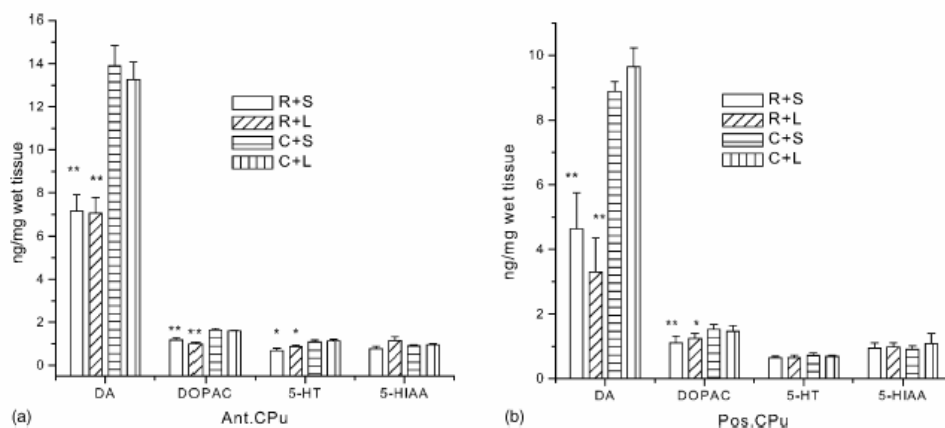 16
14
12
10
8
6
4
2
0
ng/mg wet tissue
R+S
R+L
C+S
C+L
** **
** **
* *
DA DOPAC 5-HT 5-HIAA
(a) Ant.CPu
10
8
6
4
2
0
ng/mg wet tissue
R+S
R+L
C+S
C+L
**
**
** *
DA DOPAC 5-HT 5-HIAA
(b) Pos.CPu